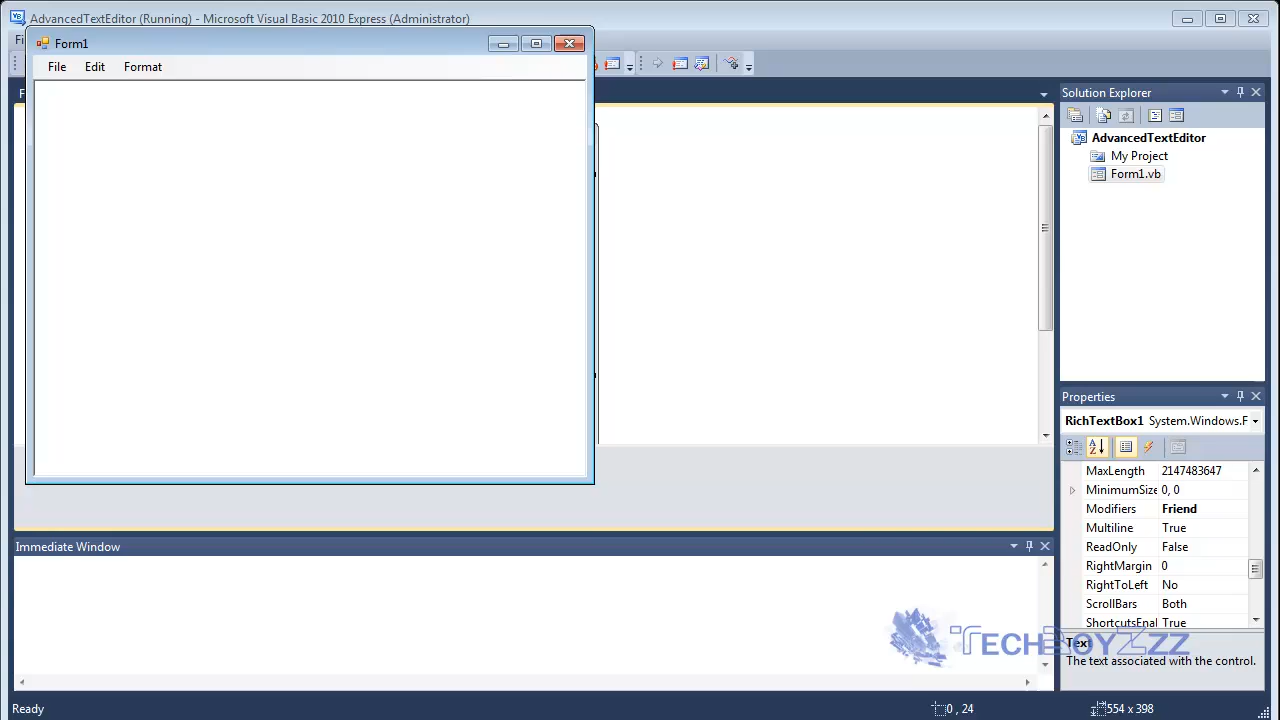 AdvancedTextEditor (Running) - Microsoft Visual Basic 2010 Express (Administrator)
Form1
File Edit Format
Solution Explorer
AdvancedTextEditor
My Project
Form1.vb
Properties
RichTextBox1 System.Windows.F
MaxLength 2147483647
MinimumSize 0, 0
Modifiers Friend
Multiline True
ReadOnly False
RightMargin 0
RightToLeft No
ScrollBars Both
ShortcutsEnal True
Text
The text associated with the control.
Immediate Window
TechBoyZzz
Ready
0 , 24
554 x 398